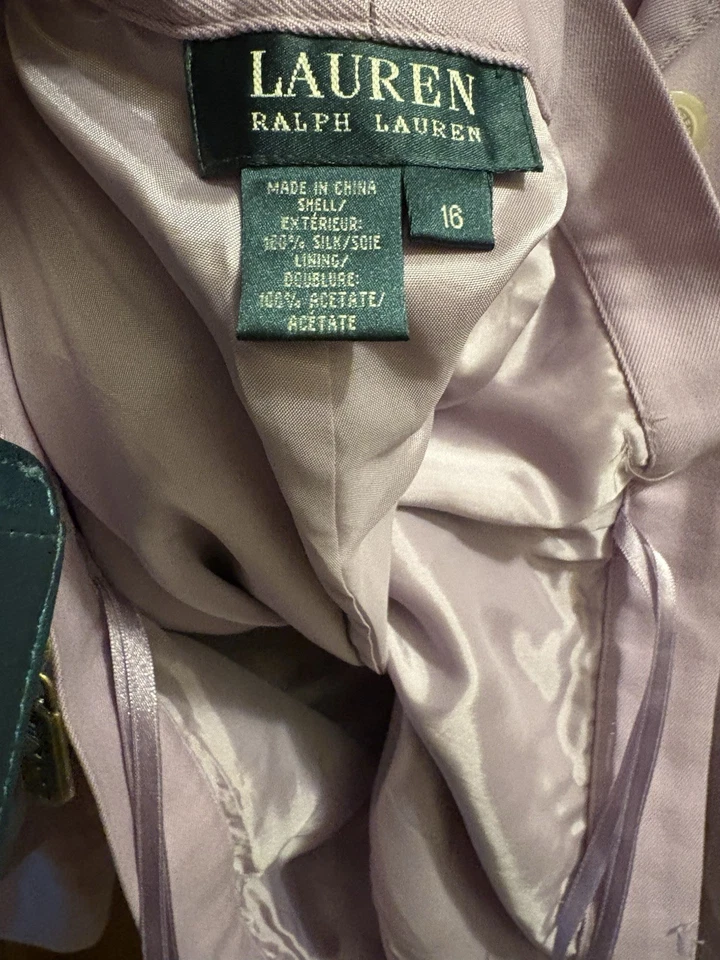 LAUREN
RALPH LAUREN
MADE IN CHINA
SHELL/
EXTÉRIEUR:
100% SILK/SOIE
LINING/
DOUBLURE:
100% ACETATE/
ACÉTATE
16